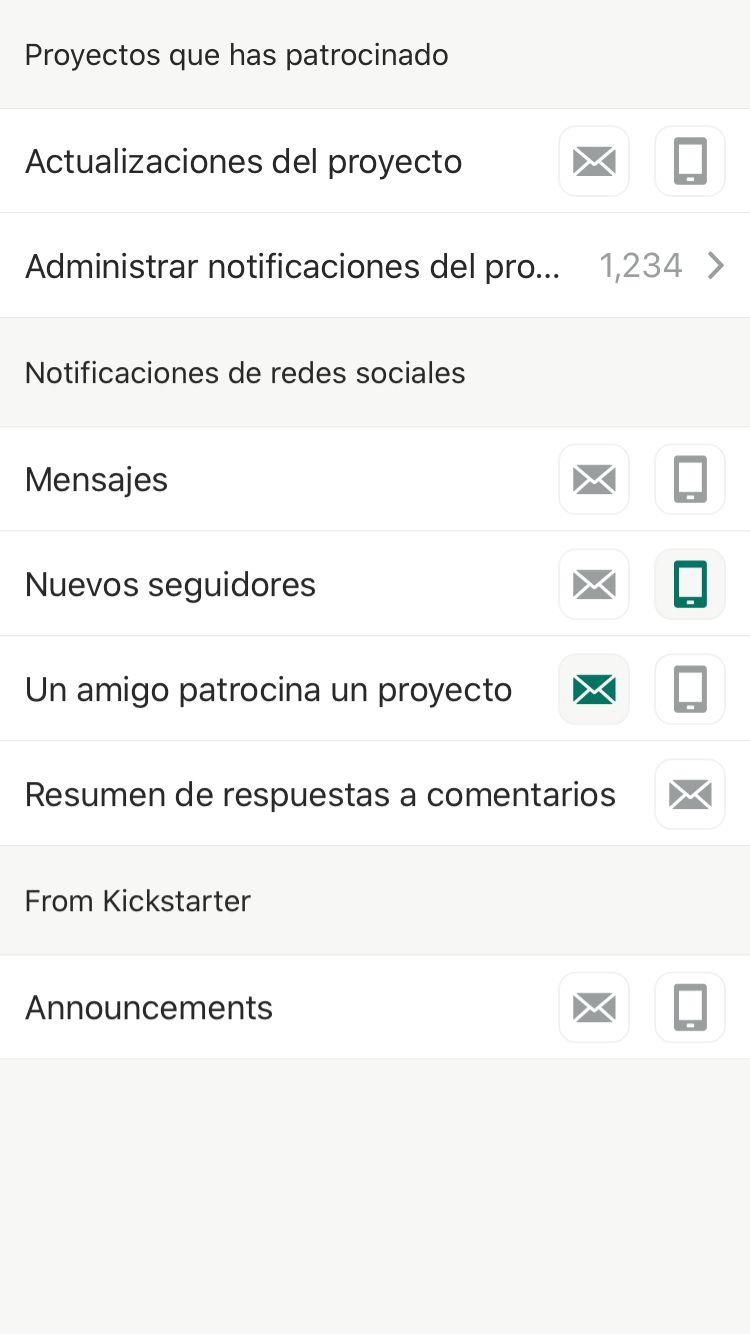 Proyectos que has patrocinado
Actualizaciones del proyecto
Administrar notificaciones del pro... 1,234
Notificaciones de redes sociales
Mensajes
Nuevos seguidores
Un amigo patrocina un proyecto
Resumen de respuestas a comentarios
From Kickstarter
Announcements